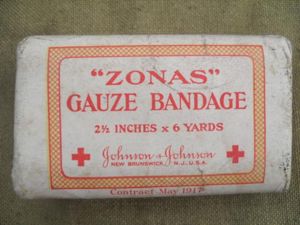 "ZONAS"
GAUZE BANDAGE
2½ INCHES x 6 YARDS
Johnson & Johnson
NEW BRUNSWICK, N.J., U.S.A.
Contract May 1917